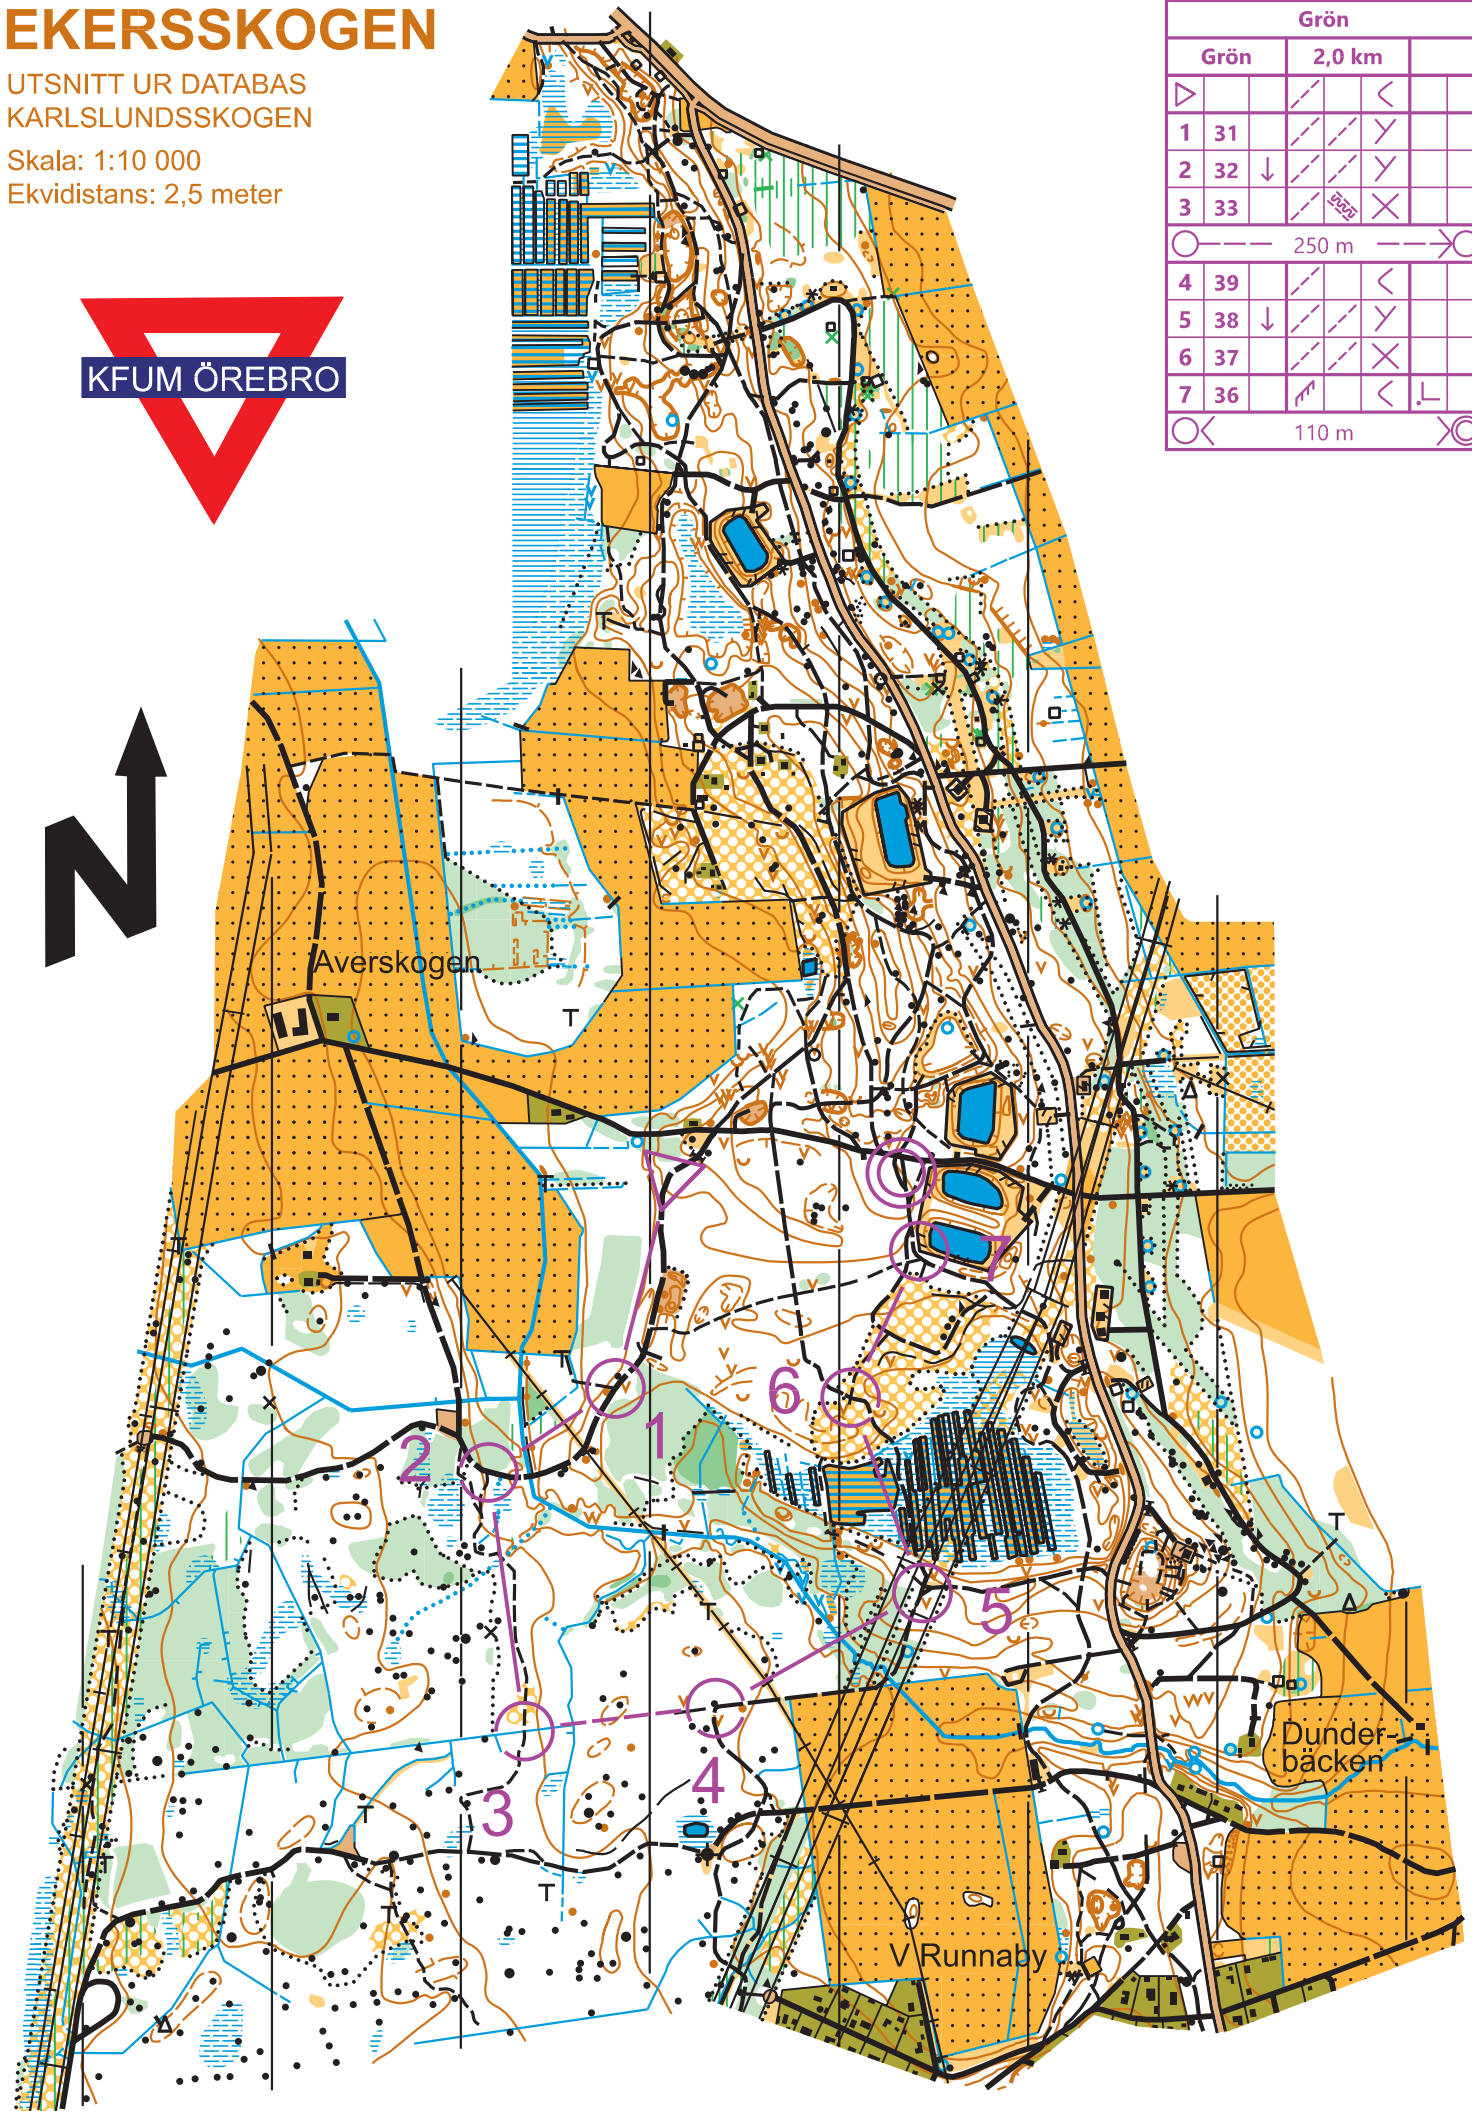 EKERSSKOGEN
UTSNITT UR DATABAS
KARLSLUNDSSKOGEN
Skala: 1:10 000
Ekvidistans: 2,5 meter
KFUM ÖREBRO
N
Grön
Grön 2,0 km
1 31
2 32
3 33
250 m
4 39
5 38
6 37
7 36
110 m
Averskogen
7
6
1
2
5
4
3
Dunder-
bäcken
V Runnaby